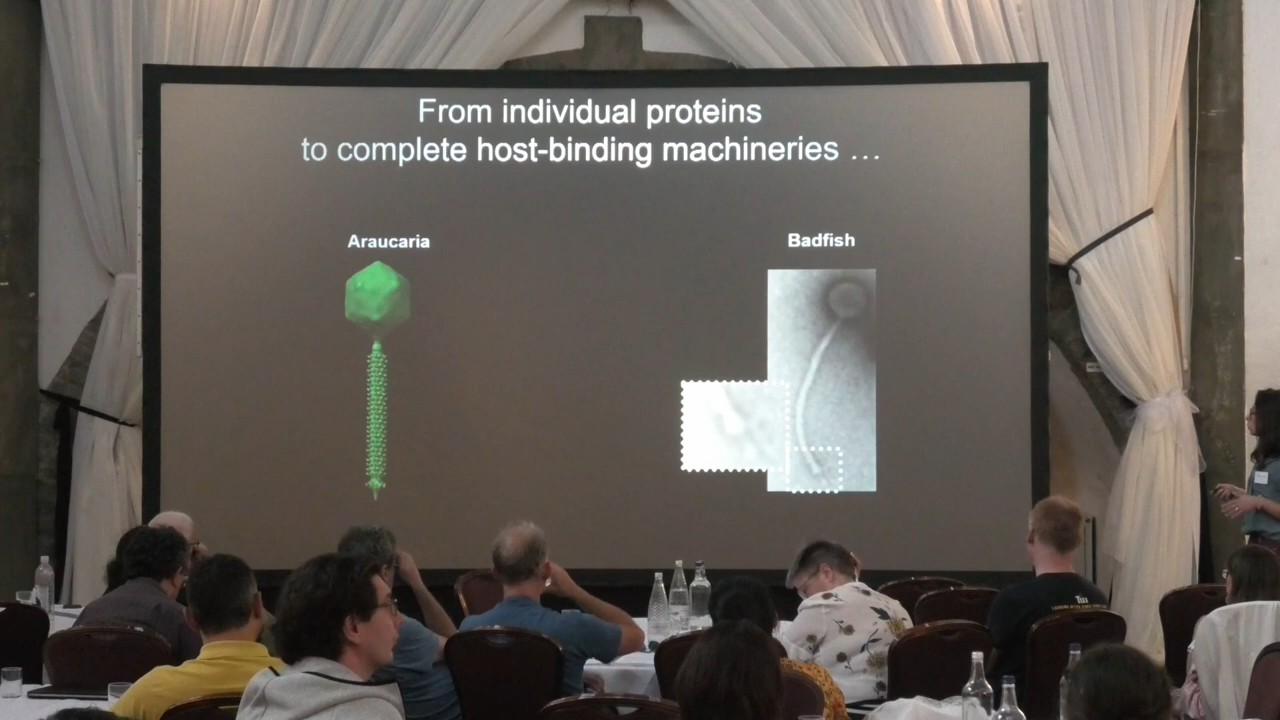 From individual proteins
to complete host-binding machineries ...
Araucaria
Badfish